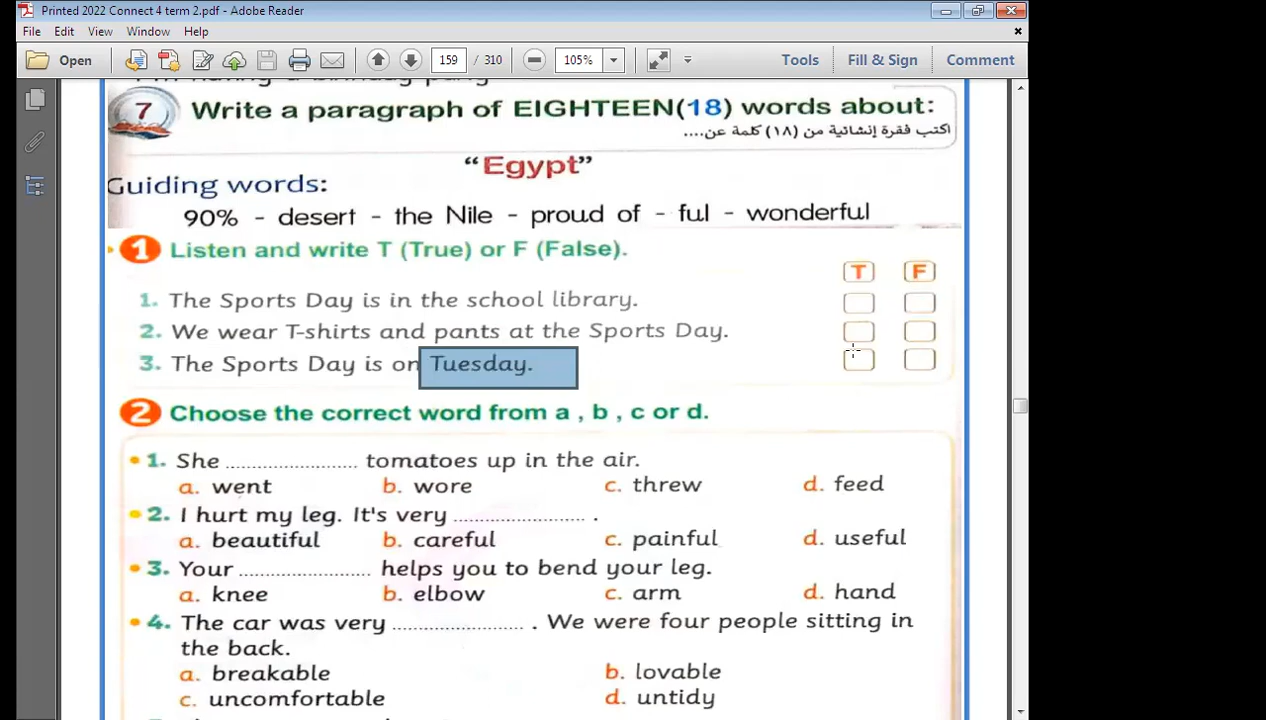 Printed 2022 Connect 4 term 2.pdf - Adobe Reader
File Edit View Window Help
Open 159 / 310 105% Tools Fill & Sign Comment
7 Write a paragraph of EIGHTEEN(18) words about:
اكتب فقرة إنشائية من (١٨) كلمة عن....
“Egypt”
Guiding words:
90% - desert - the Nile - proud of - ful - wonderful
1 Listen and write T (True) or F (False).
T F
1. The Sports Day is in the school library.
2. We wear T-shirts and pants at the Sports Day.
3. The Sports Day is on Tuesday.
2 Choose the correct word from a , b , c or d.
1. She .................... tomatoes up in the air.
a. went b. wore c. threw d. feed
2. I hurt my leg. It's very .................... .
a. beautiful b. careful c. painful d. useful
3. Your .................... helps you to bend your leg.
a. knee b. elbow c. arm d. hand
4. The car was very .................... . We were four people sitting in
the back.
a. breakable b. lovable
c. uncomfortable d. untidy